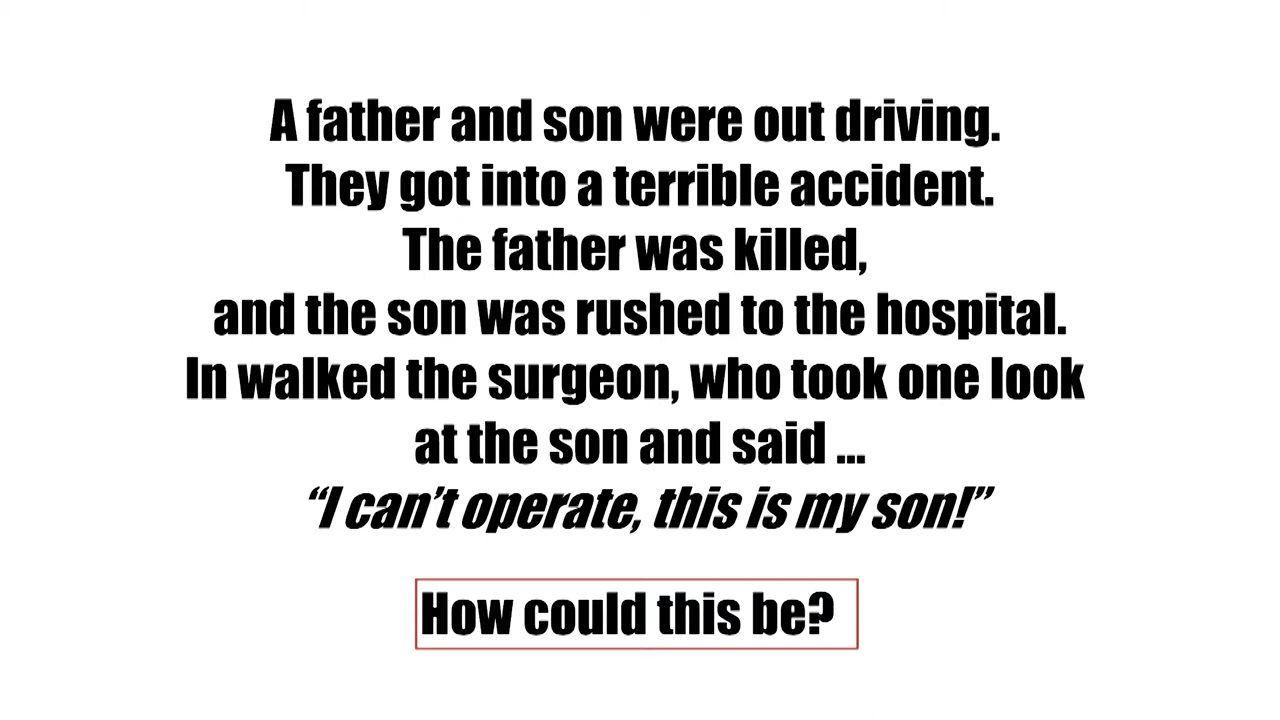 A father and son were out driving.
They got into a terrible accident.
The father was killed,
and the son was rushed to the hospital.
In walked the surgeon, who took one look
at the son and said ...
“I can’t operate, this is my son!”
How could this be?